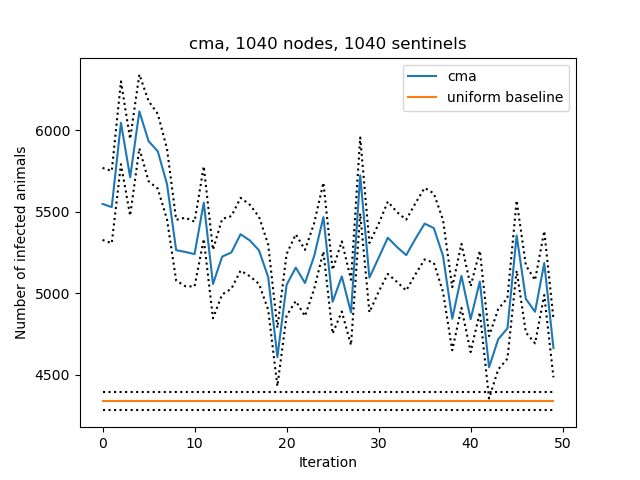 cma, 1040 nodes, 1040 sentinels
cma
uniform baseline
Number of infected animals
6000
5500
5000
4500
0 10 20 30 40 50
Iteration